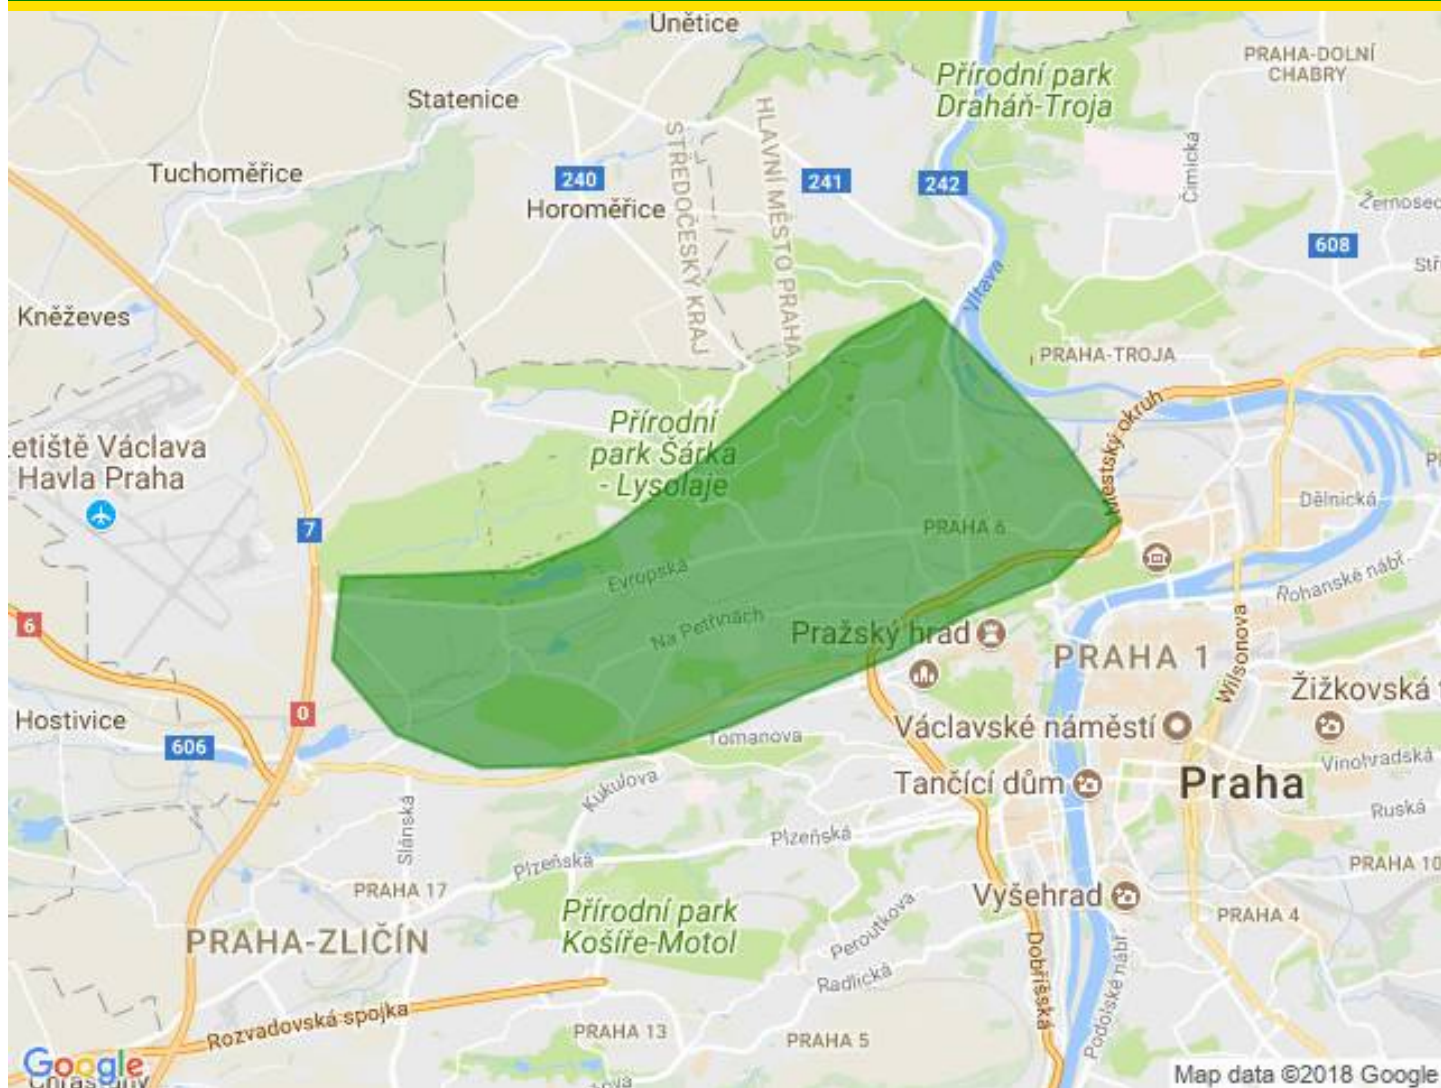 Únětice
PRAHA-DOLNÍ
CHABRY
Přírodní park
Draháň-Troja
Statenice
HLAVNÍ MĚSTO PRAHA
STŘEDOČESKÝ KRAJ
Čimická
Tuchoměřice
240
241
242
Horoměřice
608
Vltava
Kněževes
PRAHA-TROJA
Městský okruh
Přírodní
park Šárka
- Lysolaje
Letiště Václava
Havla Praha
Dělnická
7
PRAHA 6
Evropská
Rohanské nábř.
6
Na Petřinách
Pražský hrad
PRAHA 1
Wilsonova
0
Hostivice
Žižkovská
606
Václavské náměstí
Tomanova
Vinohradská
Kukulova
Tančící dům
Praha
Ruská
Slánská
Plzeňská
Plzeňská
PRAHA 10
PRAHA 17
Vyšehrad
PRAHA 4
Přírodní park
Košíře-Motol
Peroutkova
PRAHA-ZLIČÍN
Radlická
Dobříšská
Podolské nábř
Rozvadovská spojka
PRAHA 13
PRAHA 5
Google
Map data ©2018 Google